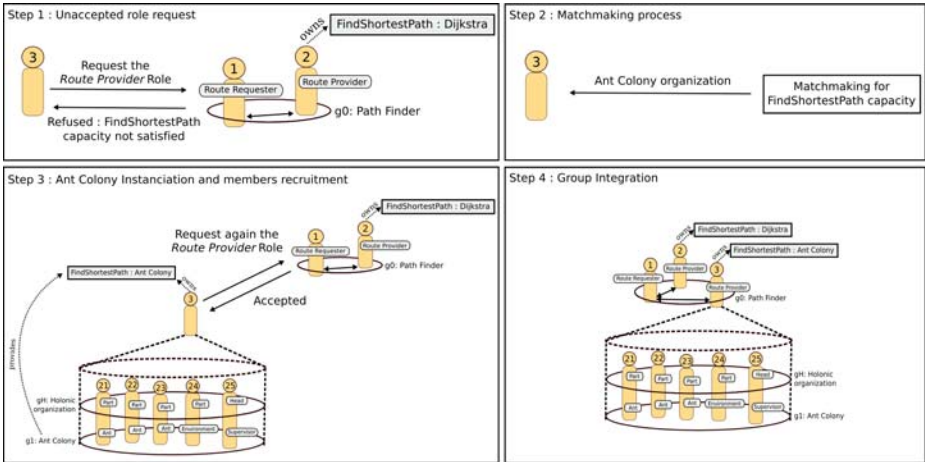 Step 1 : Unaccepted role request
owns
FindShortestPath : Dijkstra
3
Request the
Route Provider Role
1
2
Route Requester
Route Provider
Refused : FindShortestPath
capacity not satisfied
g0: Path Finder
Step 2 : Matchmaking process
3
Ant Colony organization
Matchmaking for
FindShortestPath capacity
Step 3 : Ant Colony Instanciation and members recruitment
owns
FindShortestPath : Dijkstra
Request again the
Route Provider Role
1
2
Route Requester
Route Provider
g0: Path Finder
Accepted
FindShortestPath : Ant Colony
owns
3
provides
21
22
23
24
25
gH: Holonic
organization
Part
Part
Part
Part
Head
g1: Ant Colony
Ant
Ant
Ant
Environment
Supervisor
Step 4 : Group Integration
owns
FindShortestPath : Dijkstra
owns
FindShortestPath : Ant Colony
1
2
3
Route Requester
Route Provider
Route Provider
g0: Path Finder
21
22
23
24
25
Part
Part
Part
Part
Head
gH: Holonic
organization
Ant
Ant
Ant
Environment
Supervisor
g1: Ant Colony